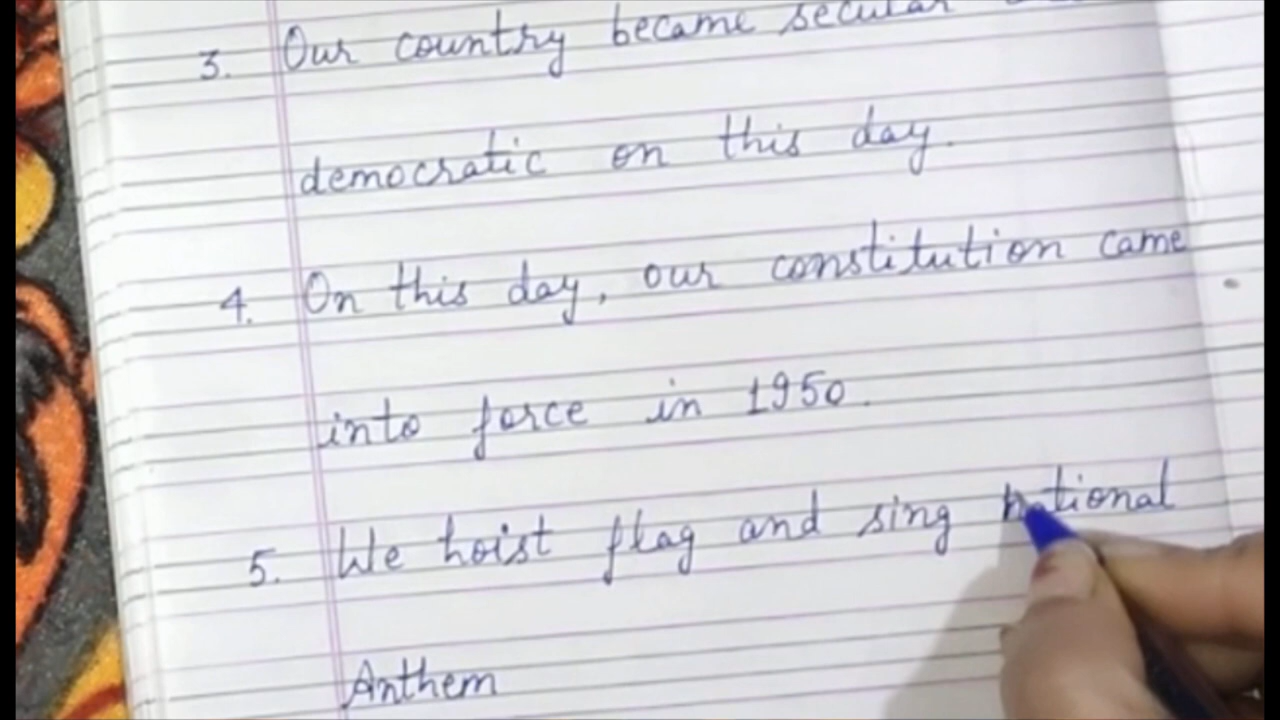 3. Our country became secular
democratic on this day.
4. On this day, our constitution came
into force in 1950.
5. We hoist flag and sing national
Anthem